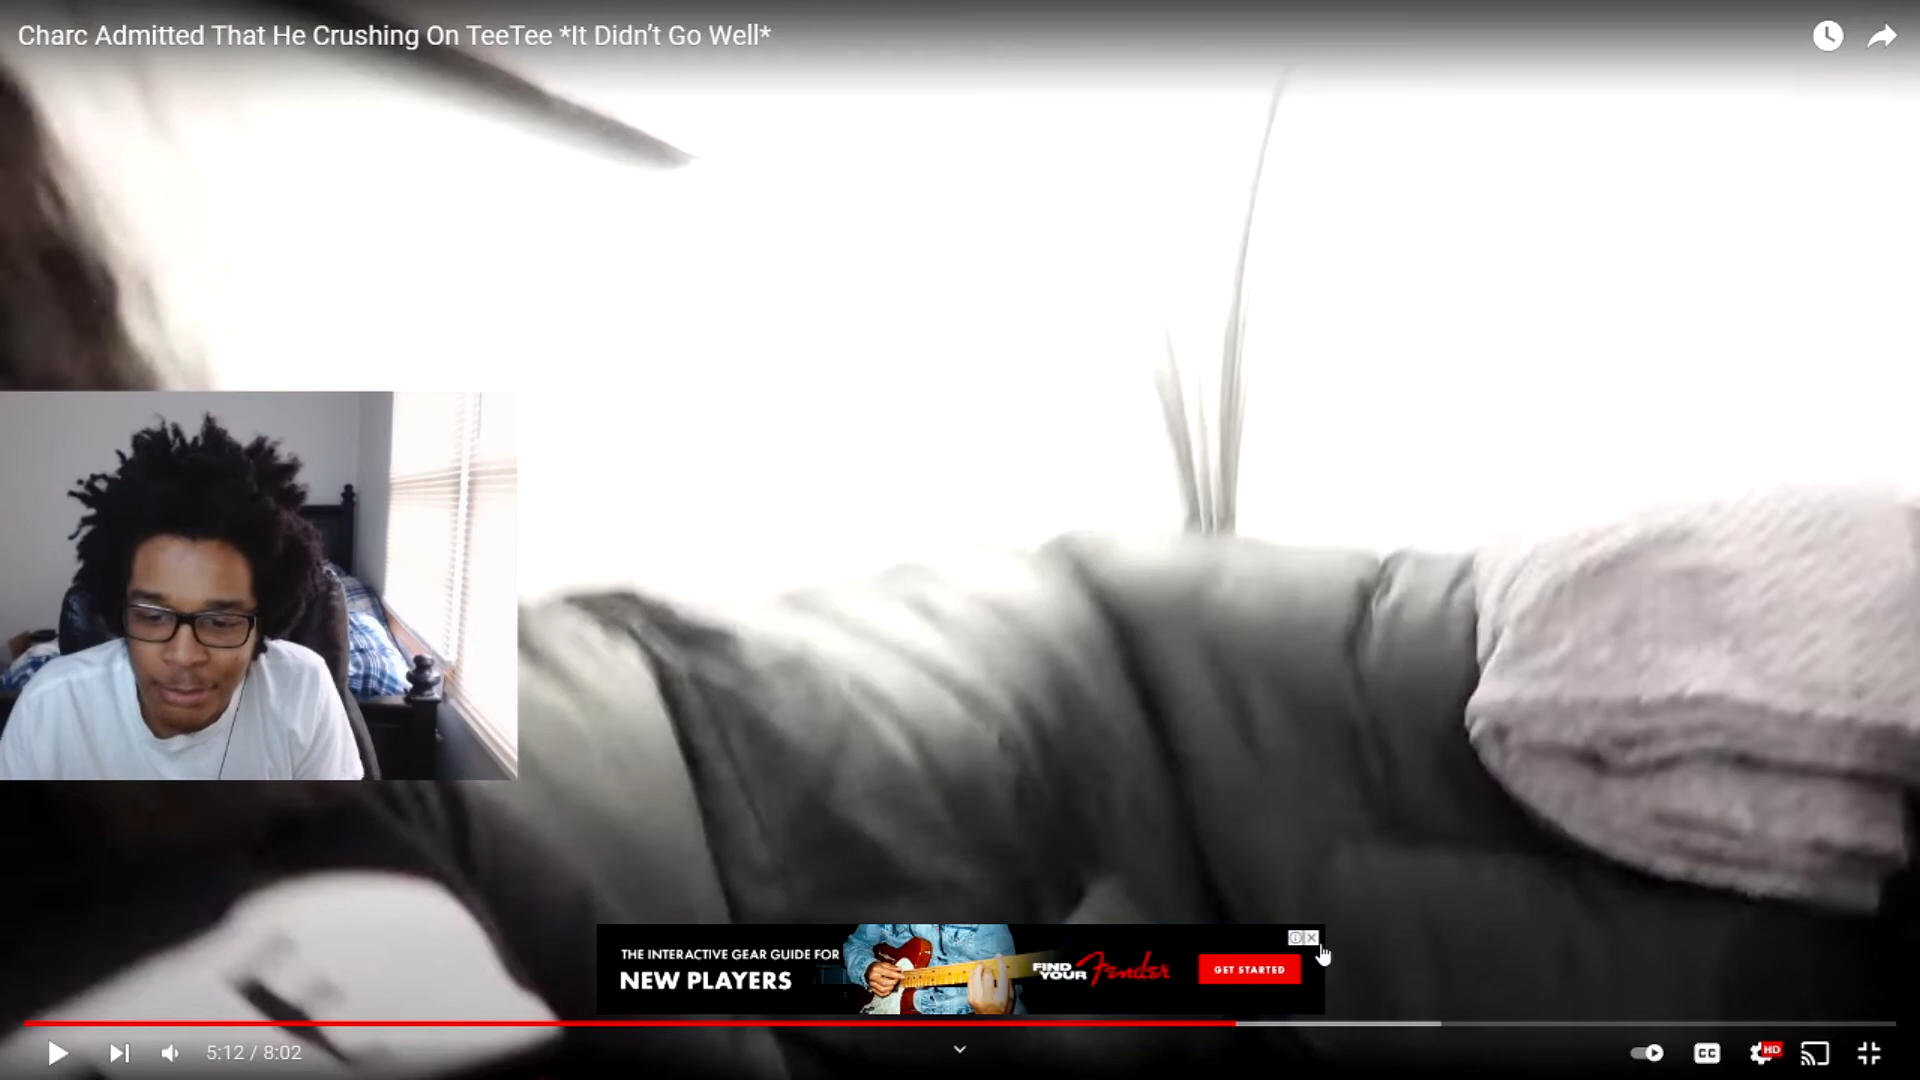 Charc Admitted That He Crushing On TeeTee *It Didn't Go Well*
THE INTERACTIVE GEAR GUIDE FOR
NEW PLAYERS
FIND YOUR Fender
GET STARTED
5:12 / 8:02
CC
HD